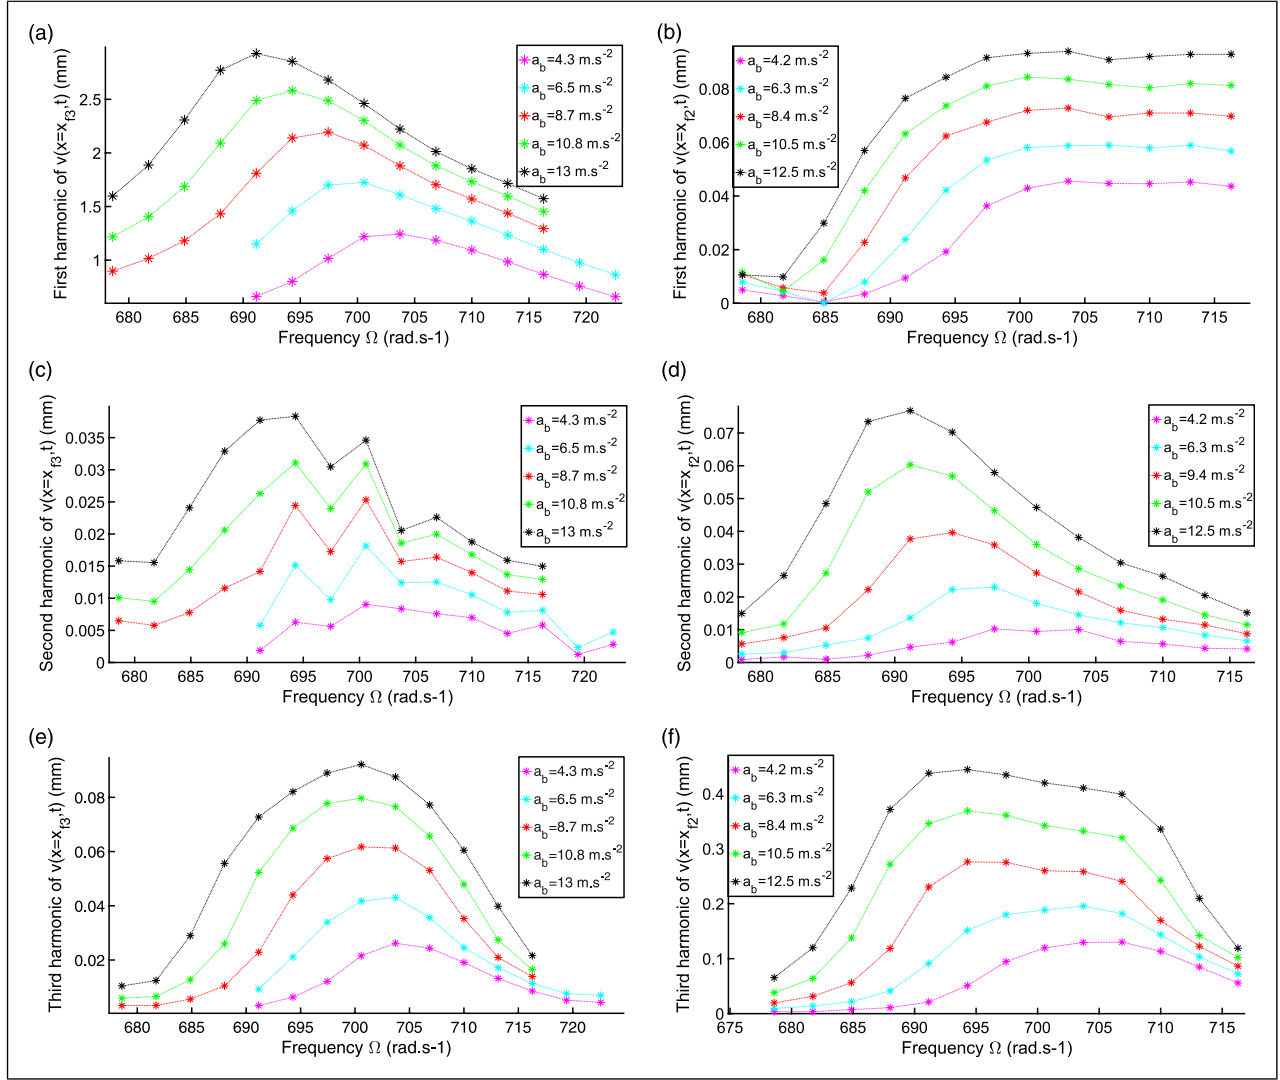 (a)
First harmonic of v(x=x_f3,t) (mm)
2.5
2
1.5
1
680 685 690 695 700 705 710 715 720
Frequency Ω (rad.s-1)
a_b=4.3 m.s^-2
a_b=6.5 m.s^-2
a_b=8.7 m.s^-2
a_b=10.8 m.s^-2
a_b=13 m.s^-2
(b)
First harmonic of v(x=x_f2,t) (mm)
0.08
0.06
0.04
0.02
0
680 685 690 695 700 705 710 715
Frequency Ω (rad.s-1)
a_b=4.2 m.s^-2
a_b=6.3 m.s^-2
a_b=8.4 m.s^-2
a_b=10.5 m.s^-2
a_b=12.5 m.s^-2
(c)
Second harmonic of v(x=x_f3,t) (mm)
0.035
0.03
0.025
0.02
0.015
0.01
0.005
0
680 685 690 695 700 705 710 715 720
Frequency Ω (rad.s-1)
a_b=4.3 m.s^-2
a_b=6.5 m.s^-2
a_b=8.7 m.s^-2
a_b=10.8 m.s^-2
a_b=13 m.s^-2
(d)
Second harmonic of v(x=x_f2,t) (mm)
0.07
0.06
0.05
0.04
0.03
0.02
0.01
0
680 685 690 695 700 705 710 715
Frequency Ω (rad.s-1)
a_b=4.2 m.s^-2
a_b=6.3 m.s^-2
a_b=9.4 m.s^-2
a_b=10.5 m.s^-2
a_b=12.5 m.s^-2
(e)
Third harmonic of v(x=x_f3,t) (mm)
0.08
0.06
0.04
0.02
680 685 690 695 700 705 710 715 720
Frequency Ω (rad.s-1)
a_b=4.3 m.s^-2
a_b=6.5 m.s^-2
a_b=8.7 m.s^-2
a_b=10.8 m.s^-2
a_b=13 m.s^-2
(f)
Third harmonic of v(x=x_f2,t) (mm)
0.4
0.3
0.2
0.1
0
675 680 685 690 695 700 705 710 715
Frequency Ω (rad.s-1)
a_b=4.2 m.s^-2
a_b=6.3 m.s^-2
a_b=8.4 m.s^-2
a_b=10.5 m.s^-2
a_b=12.5 m.s^-2